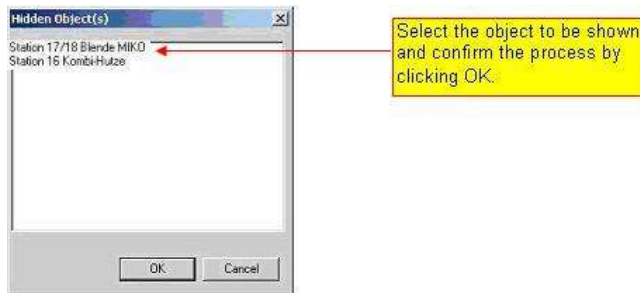 Hidden Object(s)
Station 17/18 Blende MIKO
Station 16 Kombi-Hutze
OK
Cancel
Select the object to be shown
and confirm the process by
clicking OK.